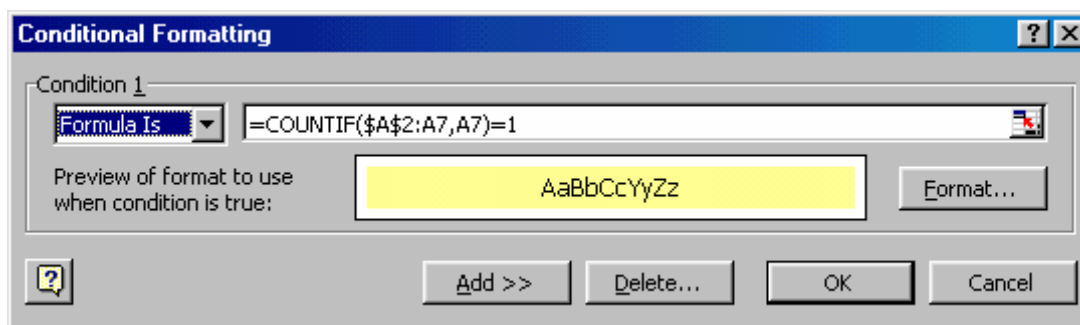 Conditional Formatting
Condition 1
Formula Is
=COUNTIF($A$2:A7,A7)=1
Preview of format to use
when condition is true:
AaBbCcYyZz
Format...
Add >>
Delete...
OK
Cancel